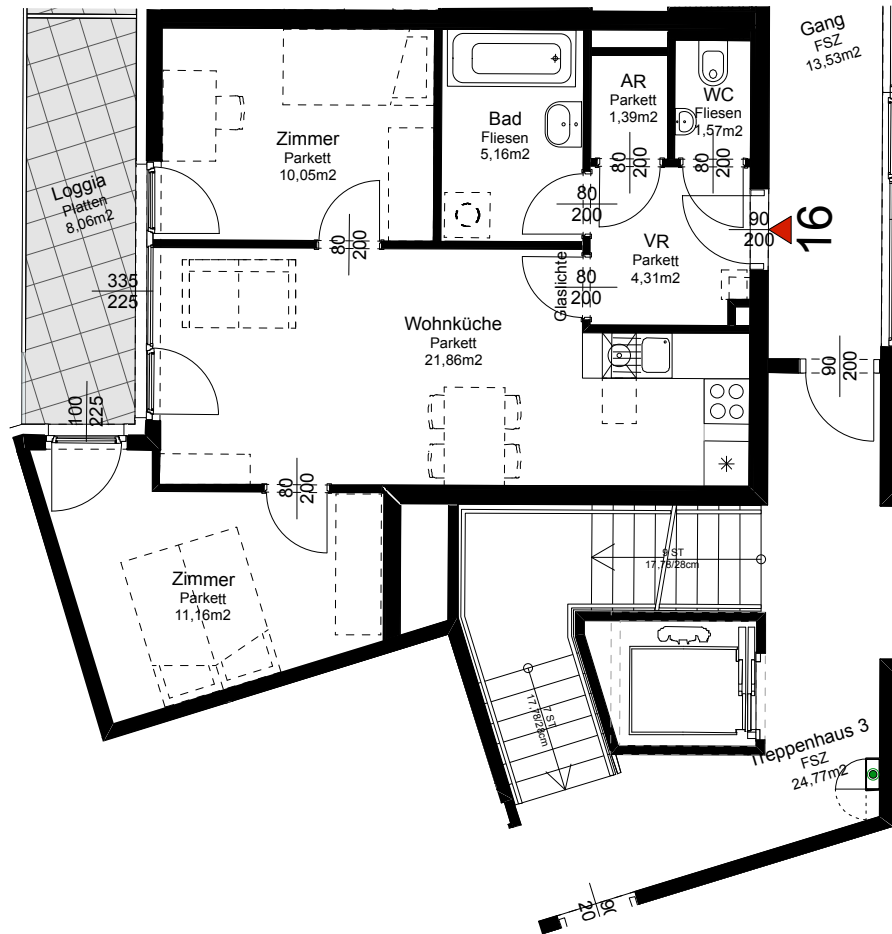 Gang
FSZ
13,53m2
AR
Parkett
1,39m2
WC
Fliesen
1,57m2
Bad
Fliesen
5,16m2
Zimmer
Parkett
10,05m2
80
200
80
200
Loggia
Platten
8,06m2
80
200
90
200
16
VR
Parkett
4,31m2
80
200
335
225
Glaslichte
80
200
Wohnküche
Parkett
21,86m2
90
200
100
225
80
200
9 ST
17,78/28cm
Zimmer
Parkett
11,16m2
7 ST
17,78/28cm
Treppenhaus 3
FSZ
24,77m2
90
20